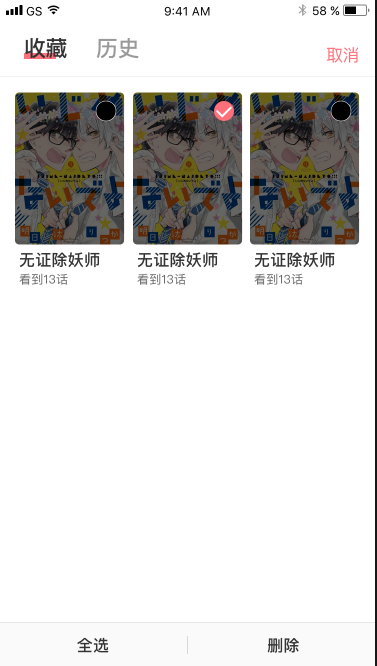 GS 9:41 AM 58 %
收藏 历史 取消
无证除妖师 无证除妖师 无证除妖师
看到13话 看到13话 看到13话
全选 删除